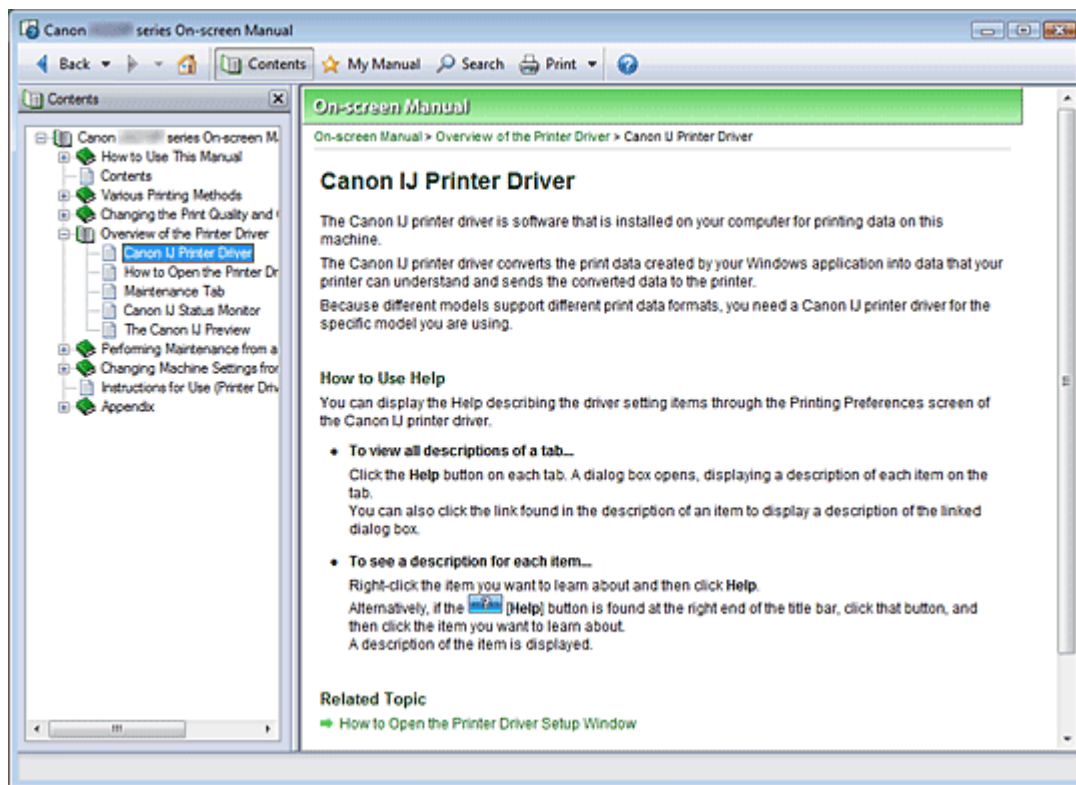 Canon series On-screen Manual
Back Contents My Manual Search Print
Contents
Canon series On-screen M
How to Use This Manual
Contents
Various Printing Methods
Changing the Print Quality and
Overview of the Printer Driver
Canon IJ Printer Driver
How to Open the Printer Dr
Maintenance Tab
Canon IJ Status Monitor
The Canon IJ Preview
Performing Maintenance from a
Changing Machine Settings from
Instructions for Use (Printer Driv
Appendix
On-screen Manual
On-screen Manual > Overview of the Printer Driver > Canon IJ Printer Driver
Canon IJ Printer Driver
The Canon IJ printer driver is software that is installed on your computer for printing data on this
machine.
The Canon IJ printer driver converts the print data created by your Windows application into data that your
printer can understand and sends the converted data to the printer.
Because different models support different print data formats, you need a Canon IJ printer driver for the
specific model you are using.
How to Use Help
You can display the Help describing the driver setting items through the Printing Preferences screen of
the Canon IJ printer driver.
• To view all descriptions of a tab...
Click the Help button on each tab. A dialog box opens, displaying a description of each item on the
tab.
You can also click the link found in the description of an item to display a description of the linked
dialog box.
• To see a description for each item...
Right-click the item you want to learn about and then click Help.
Alternatively, if the [Help] button is found at the right end of the title bar, click that button, and
then click the item you want to learn about.
A description of the item is displayed.
Related Topic
How to Open the Printer Driver Setup Window